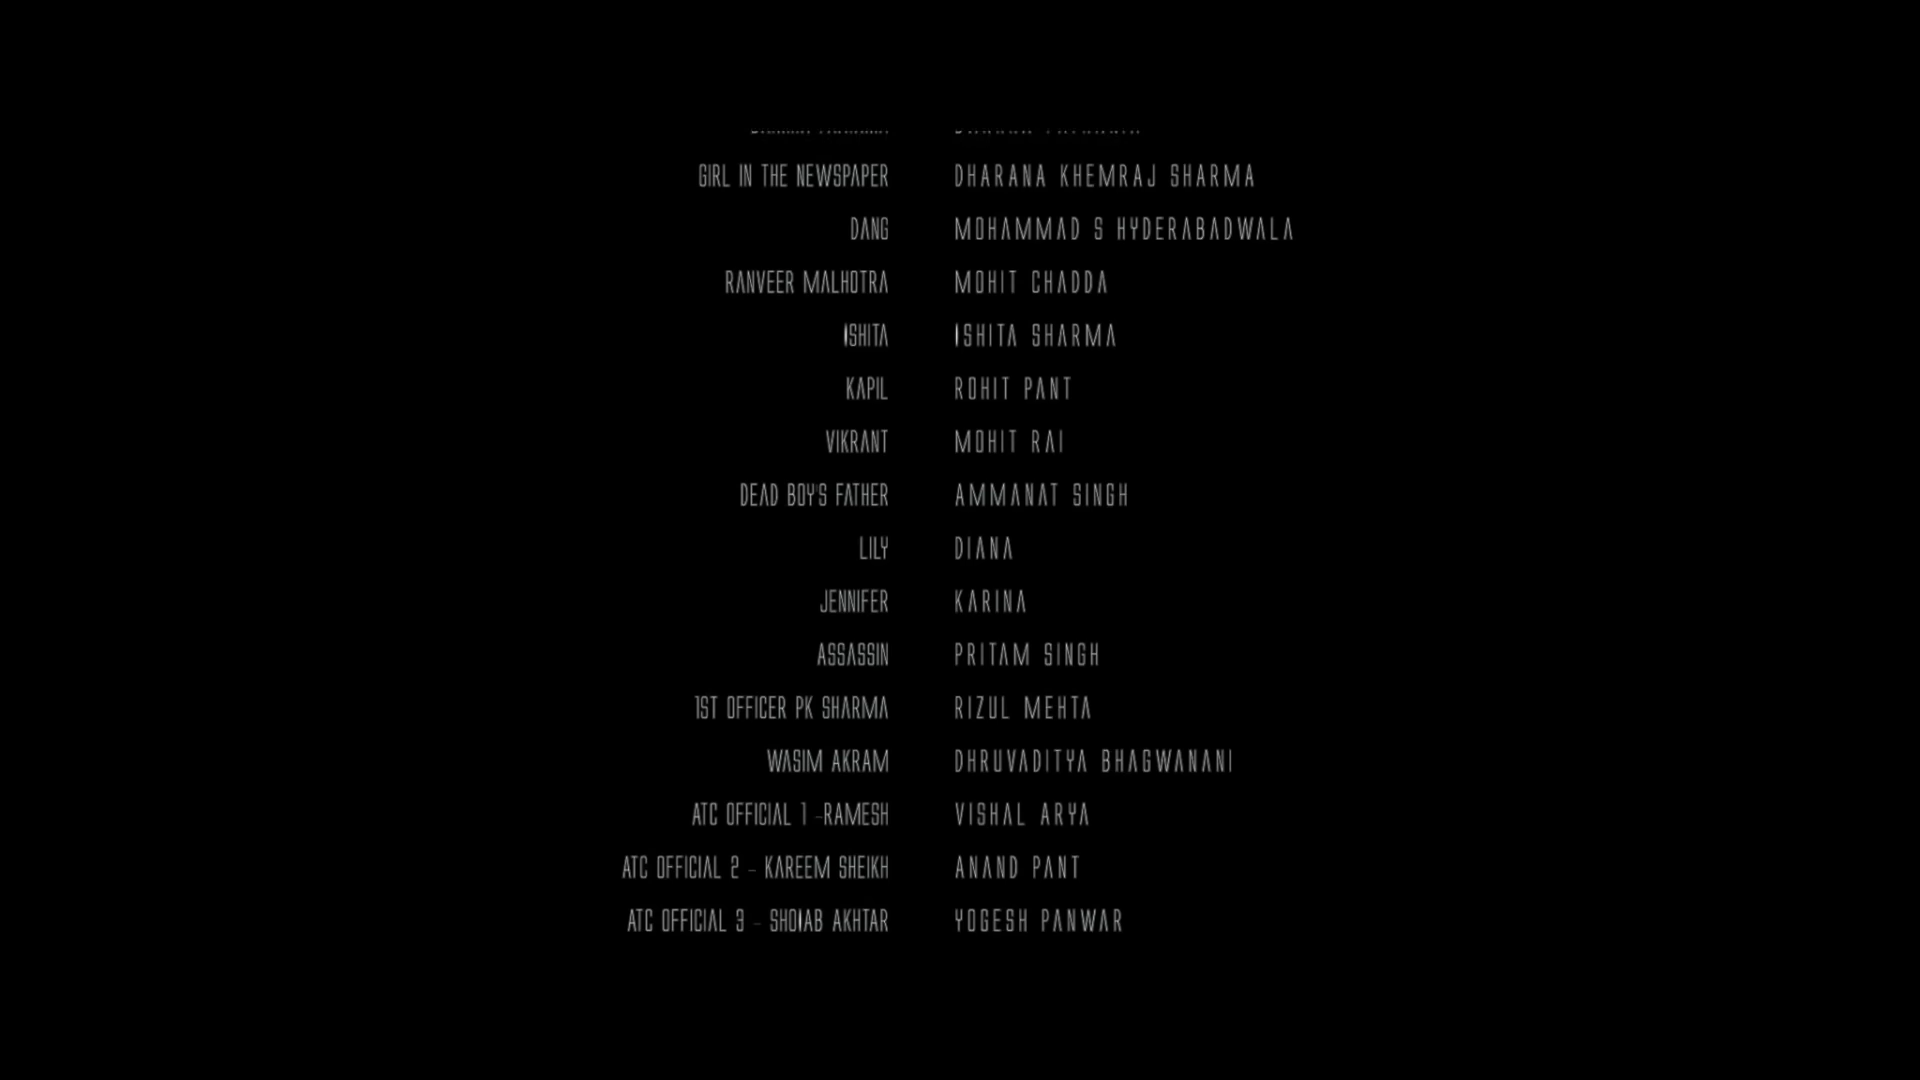 GIRL IN THE NEWSPAPER DHARANA KHEMRAJ SHARMA
DANG MOHAMMAD S HYDERABADWALA
RANVEER MALHOTRA MOHIT CHADDA
ISHITA ISHITA SHARMA
KAPIL ROHIT PANT
VIKRANT MOHIT RAI
DEAD BOY'S FATHER AMMANAT SINGH
LILY DIANA
JENNIFER KARINA
ASSASSIN PRITAM SINGH
1ST OFFICER PK SHARMA RIZUL MEHTA
WASIM AKRAM DHRUVADITYA BHAGWANANI
ATC OFFICIAL 1 -RAMESH VISHAL ARYA
ATC OFFICIAL 2 - KAREEM SHEIKH ANAND PANT
ATC OFFICIAL 3 - SHOIAB AKHTAR YOGESH PANWAR